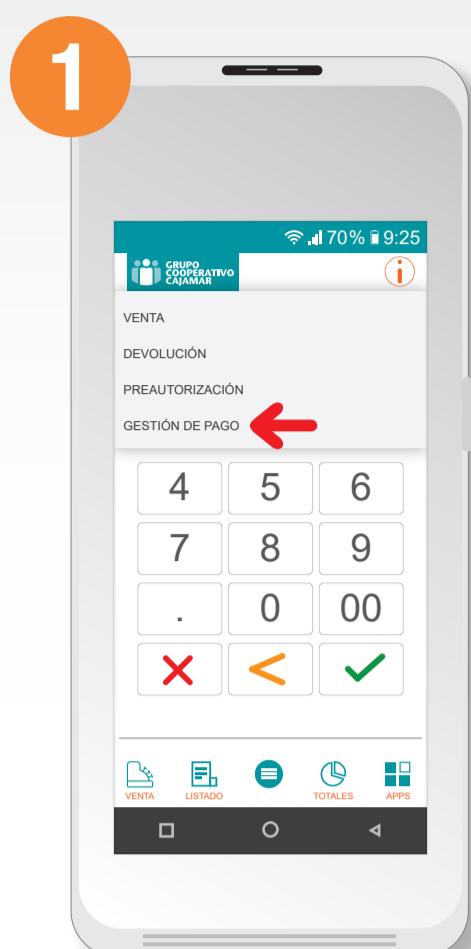 1
70% 9:25
GRUPO
COOPERATIVO
CAJAMAR
i
VENTA
DEVOLUCIÓN
PREAUTORIZACIÓN
GESTIÓN DE PAGO
4 5 6
7 8 9
. 0 00
VENTA LISTADO TOTALES APPS